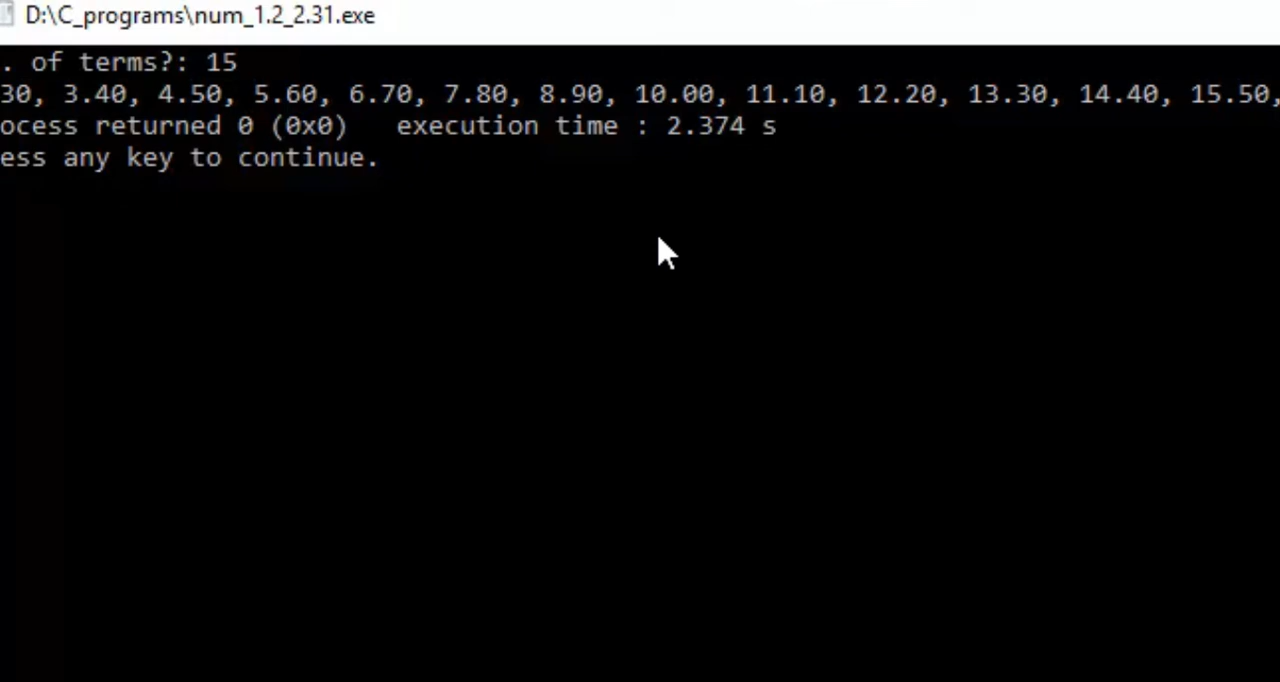 D:\C_programs\num_1.2_2.31.exe
. of terms?: 15
30, 3.40, 4.50, 5.60, 6.70, 7.80, 8.90, 10.00, 11.10, 12.20, 13.30, 14.40, 15.50,
ocess returned 0 (0x0)   execution time : 2.374 s
ess any key to continue.